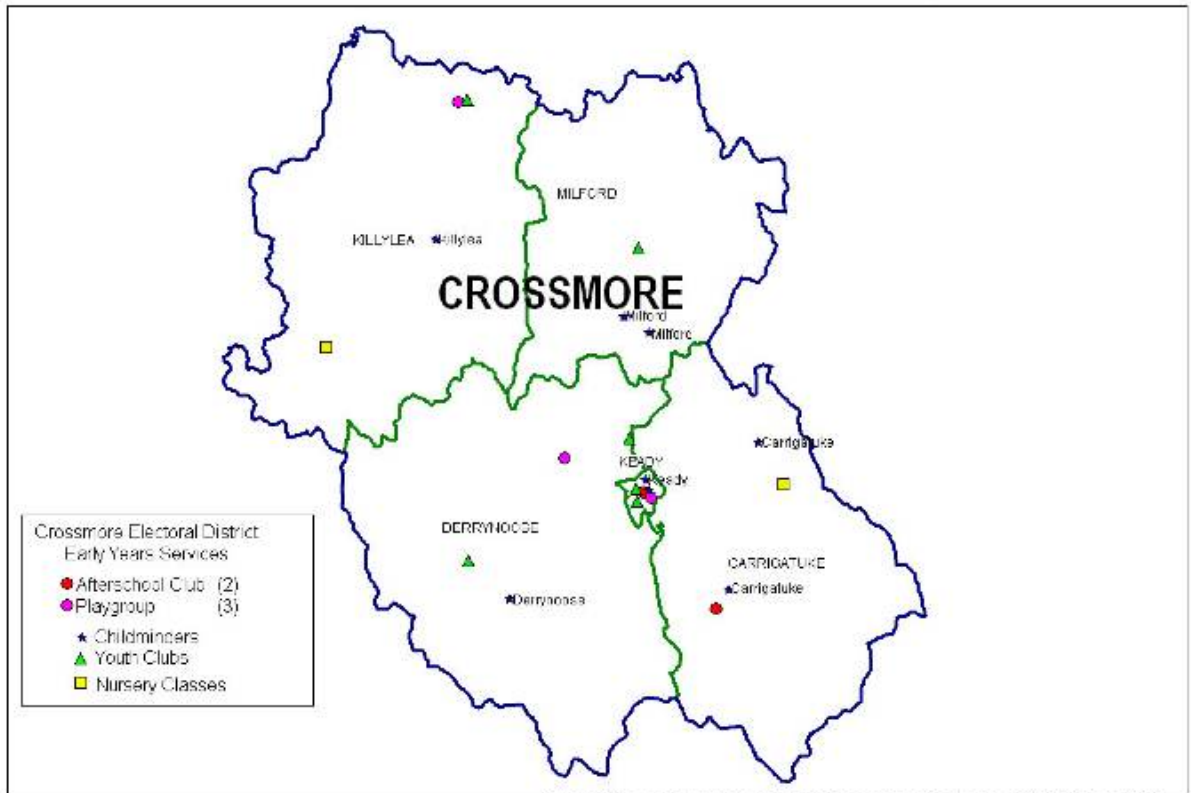 MILFORD
KILLYLEA
Killylea
CROSSMORE
Milford
Milford
Carrigatuke
KEADY
Keady
DERRYNOOSE
CARRIGATUKE
Carrigatuke
Derrynoose
Crossmore Electoral District
Early Years Services
Afterschool Club (2)
Playgroup (3)
Childminders
Youth Clubs
Nursery Classes